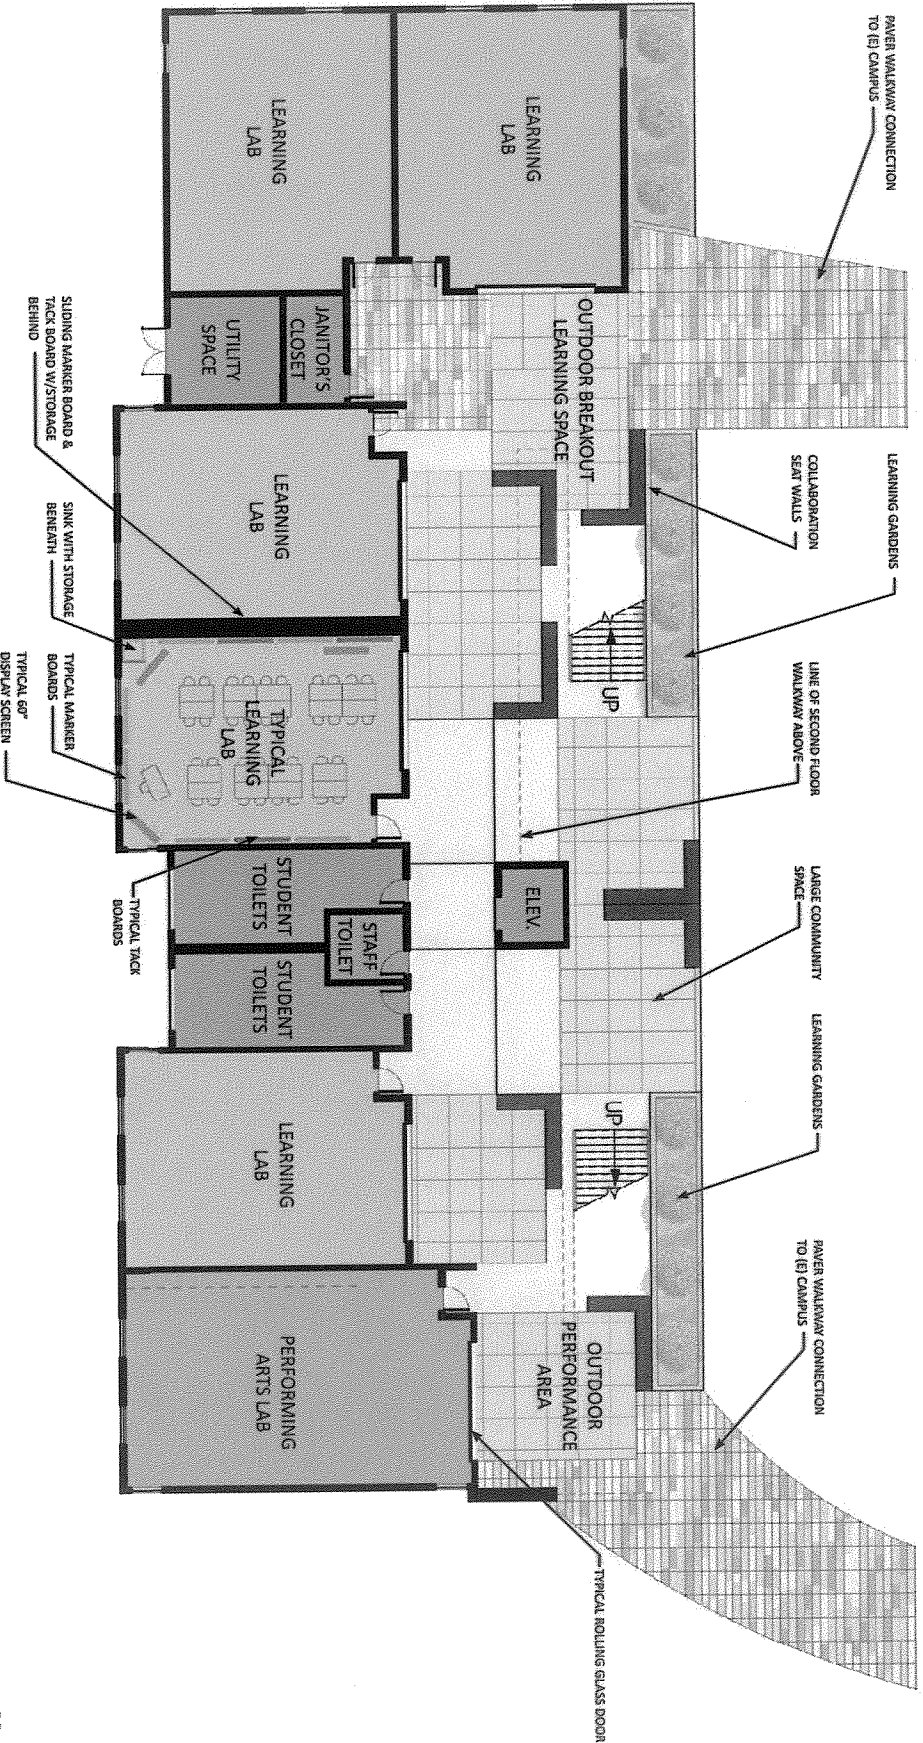 PAVER WALKWAY CONNECTION
TO (E) CAMPUS
LEARNING GARDENS
COLLABORATION
SEAT WALLS
LINE OF SECOND FLOOR
WALKWAY ABOVE
LARGE COMMUNITY
SPACE
LEARNING GARDENS
PAVER WALKWAY CONNECTION
TO (E) CAMPUS
LEARNING
LAB
OUTDOOR BREAKOUT
LEARNING SPACE
UP
ELEV.
UP
OUTDOOR
PERFORMANCE
AREA
TYPICAL ROLLING GLASS DOOR
LEARNING
LAB
JANITOR'S
CLOSET
UTILITY
SPACE
LEARNING
LAB
TYPICAL
LEARNING
LAB
STUDENT
TOILETS
STAFF
TOILET
STUDENT
TOILETS
LEARNING
LAB
PERFORMING
ARTS LAB
SLIDING MARKER BOARD &
TACK BOARD W/STORAGE
BEHIND
SINK WITH STORAGE
BENEATH
TYPICAL MARKER
BOARDS
TYPICAL 60"
DISPLAY SCREEN
TYPICAL TACK
BOARDS